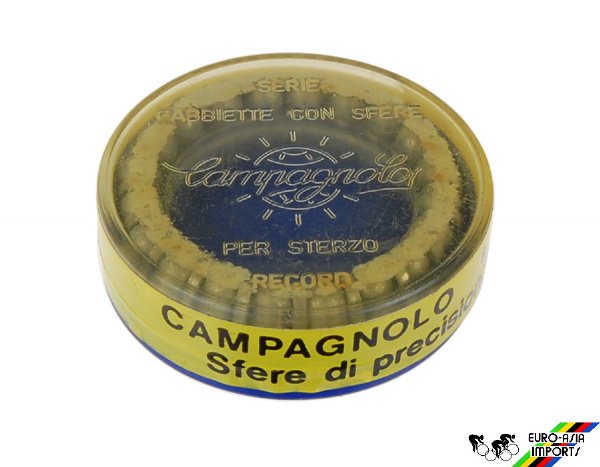 SERIE
GABBIETTE CON SFERE
Campagnolo
PER STERZO
RECORD
CAMPAGNOLO
Sfere di precisio
EURO-ASIA
IMPORTS